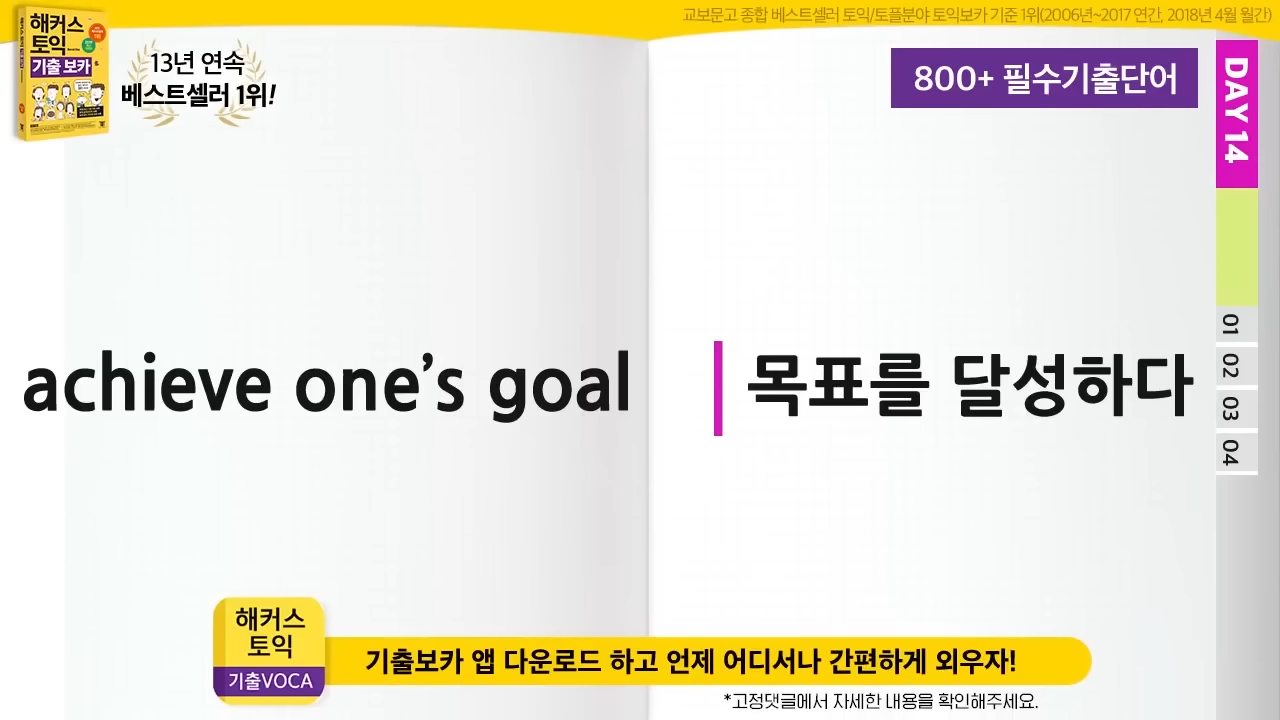 교보문고 종합 베스트셀러 토익/토플분야 토익보카 기준 1위(2006년~2017 연간, 2018년 4월 월간)
해커스
토익
기출 보카
13년 연속
베스트셀러 1위!
800+ 필수기출단어
DAY 14
01
02
03
04
achieve one’s goal
목표를 달성하다
해커스
토익
기출VOCA
기출보카 앱 다운로드 하고 언제 어디서나 간편하게 외우자!
*고정댓글에서 자세한 내용을 확인해주세요.